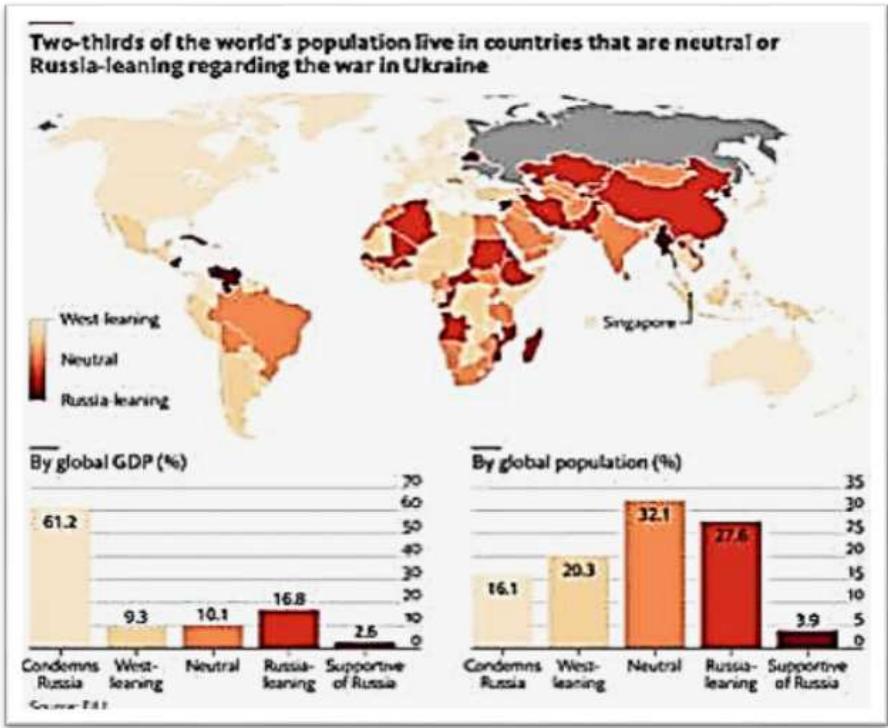 Two-thirds of the world's population live in countries that are neutral or
Russia-leaning regarding the war in Ukraine
West-leaning
Neutral
Russia-leaning
Singapore
By global GDP (%)
70
60
50
40
30
20
10
0
61.2
9.3
10.1
16.8
2.6
Condemns
Russia
West-
leaning
Neutral
Russia-
leaning
Supportive
of Russia
By global population (%)
35
30
25
20
15
10
5
0
16.1
20.3
32.1
27.6
3.9
Condemns
Russia
West-
leaning
Neutral
Russia-
leaning
Supportive
of Russia